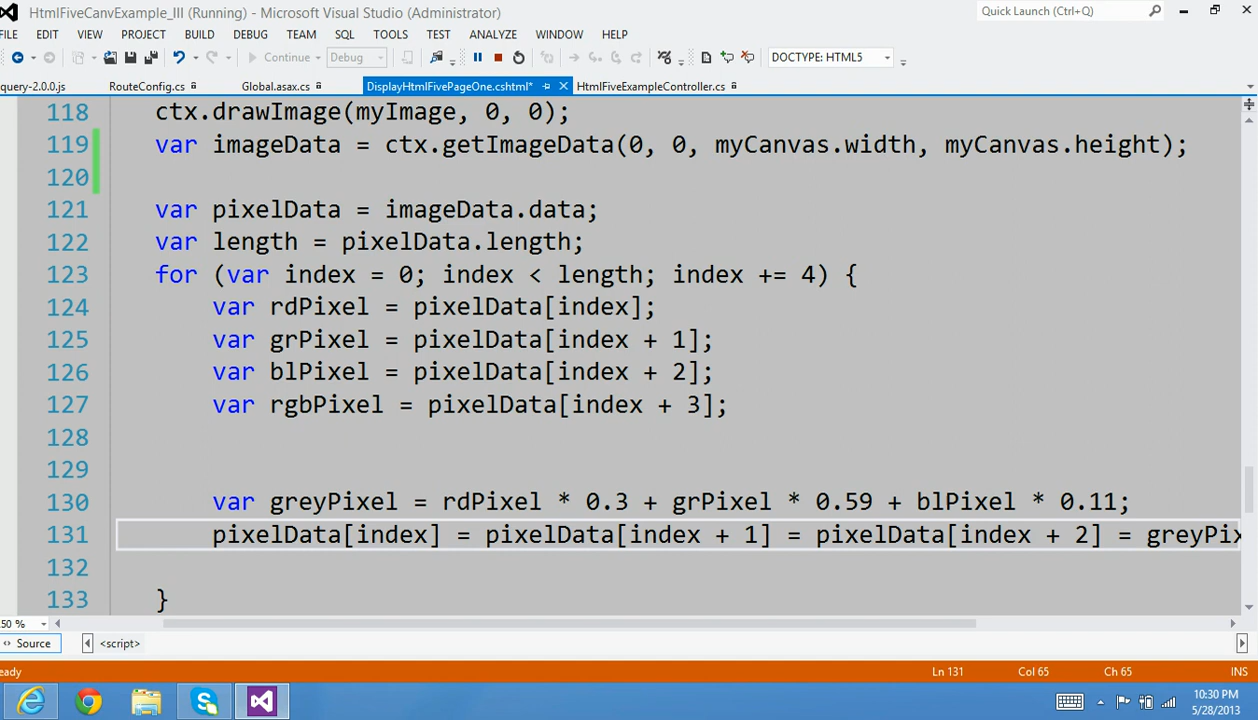 HtmlFiveCanvExample_III (Running) - Microsoft Visual Studio (Administrator)
Quick Launch (Ctrl+Q)
FILE EDIT VIEW PROJECT BUILD DEBUG TEAM SQL TOOLS TEST ANALYZE WINDOW HELP
Continue Debug DOCTYPE: HTML5
query-2.0.0.js RouteConfig.cs Global.asax.cs DisplayHtmlFivePageOne.cshtml* HtmlFiveExampleController.cs
118 ctx.drawImage(myImage, 0, 0);
119 var imageData = ctx.getImageData(0, 0, myCanvas.width, myCanvas.height);
120
121 var pixelData = imageData.data;
122 var length = pixelData.length;
123 for (var index = 0; index < length; index += 4) {
124 var rdPixel = pixelData[index];
125 var grPixel = pixelData[index + 1];
126 var blPixel = pixelData[index + 2];
127 var rgbPixel = pixelData[index + 3];
128
129
130 var greyPixel = rdPixel * 0.3 + grPixel * 0.59 + blPixel * 0.11;
131 pixelData[index] = pixelData[index + 1] = pixelData[index + 2] = greyPix
132
133 }
50 %
Source <script>
eady Ln 131 Col 65 Ch 65 INS
10:30 PM
5/28/2013